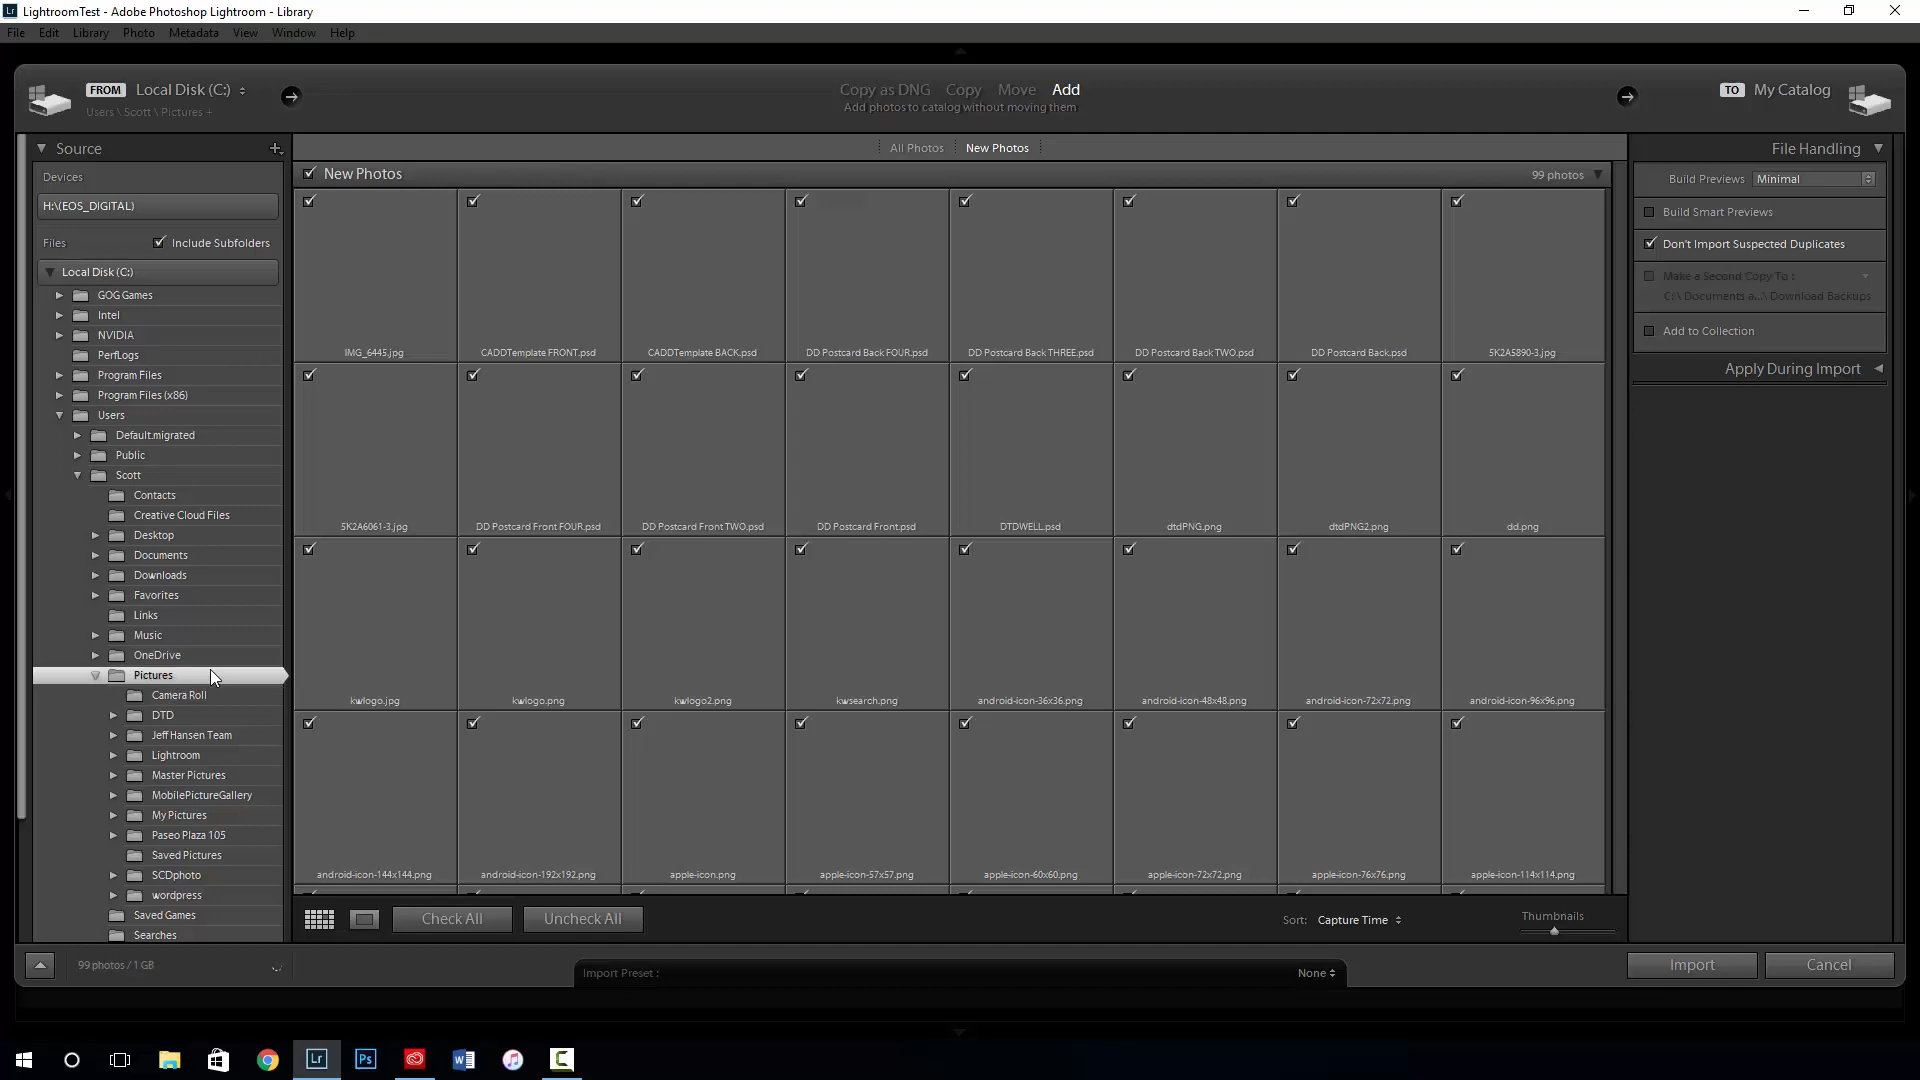 LightroomTest - Adobe Photoshop Lightroom - Library
File Edit Library Photo Metadata View Window Help
FROM Local Disk (C:)
Users \ Scott \ Pictures +
Copy as DNG Copy Move Add
Add photos to catalog without moving them
TO My Catalog
Source
Devices
H:\(EOS_DIGITAL)
Files Include Subfolders
Local Disk (C:)
GOG Games
Intel
NVIDIA
PerfLogs
Program Files
Program Files (x86)
Users
Default.migrated
Public
Scott
Contacts
Creative Cloud Files
Desktop
Documents
Downloads
Favorites
Links
Music
OneDrive
Pictures
Camera Roll
DTD
Jeff Hansen Team
Lightroom
Master Pictures
MobilePictureGallery
My Pictures
Paseo Plaza 105
Saved Pictures
SCDphoto
wordpress
Saved Games
Searches
All Photos New Photos
New Photos 99 photos
IMG_6445.jpg CADDTemplate FRONT.psd CADDTemplate BACK.psd DD Postcard Back FOUR.psd DD Postcard Back THREE.psd DD Postcard Back TWO.psd DD Postcard Back.psd 5K2A5890-3.jpg
5K2A6061-3.jpg DD Postcard Front FOUR.psd DD Postcard Front TWO.psd DD Postcard Front.psd DTDWELL.psd dtdPNG.png dtdPNG2.png dd.png
kwlogo.jpg kwlogo.png kwlogo2.png kwsearch.png android-icon-36x36.png android-icon-48x48.png android-icon-72x72.png android-icon-96x96.png
android-icon-144x144.png android-icon-192x192.png apple-icon.png apple-icon-57x57.png apple-icon-60x60.png apple-icon-72x72.png apple-icon-76x76.png apple-icon-114x114.png
Check All Uncheck All Sort: Capture Time Thumbnails
File Handling
Build Previews Minimal
Build Smart Previews
Don't Import Suspected Duplicates
Make a Second Copy To :
C:\ Documents a...\ Download Backups
Add to Collection
Apply During Import
99 photos / 1 GB
Import Preset : None
Import Cancel
Lr Ps